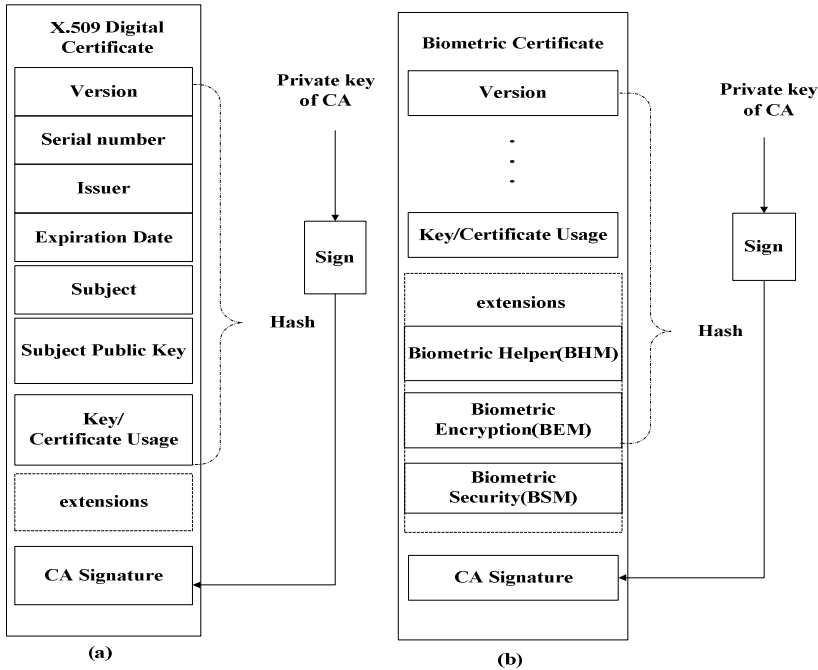 X.509 Digital
Certificate
Version
Serial number
Issuer
Expiration Date
Subject
Subject Public Key
Key/
Certificate Usage
extensions
CA Signature
Private key
of CA
Sign
Hash
(a)
Biometric Certificate
Version
Key/Certificate Usage
extensions
Biometric Helper(BHM)
Biometric
Encryption(BEM)
Biometric
Security(BSM)
CA Signature
Private key
of CA
Sign
Hash
(b)